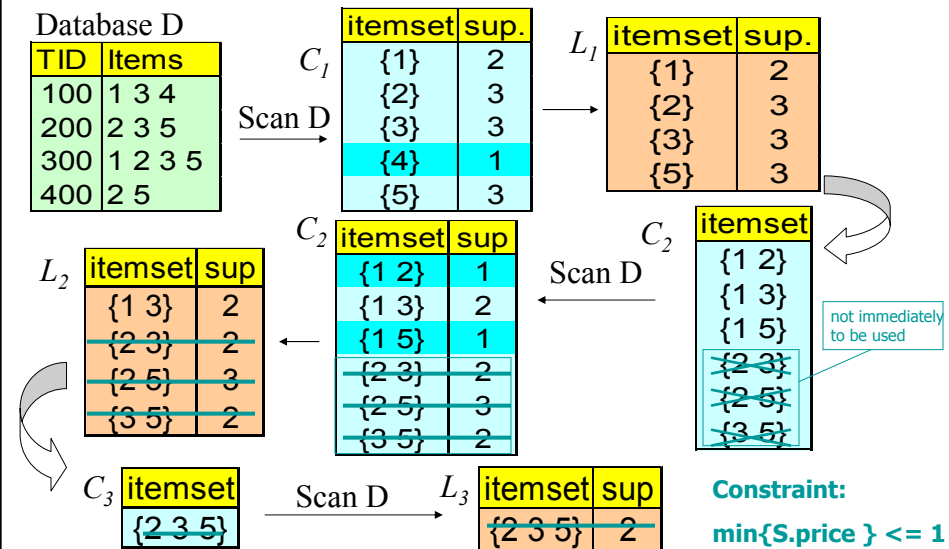 Database D
TID Items
100 1 3 4
200 2 3 5
300 1 2 3 5
400 2 5
Scan D
C1
itemset sup.
{1} 2
{2} 3
{3} 3
{4} 1
{5} 3
L1
itemset sup.
{1} 2
{2} 3
{3} 3
{5} 3
C2
itemset
{1 2}
{1 3}
{1 5}
{2 3}
{2 5}
{3 5}
not immediately
to be used
Scan D
C2
itemset sup
{1 2} 1
{1 3} 2
{1 5} 1
{2 3} 2
{2 5} 3
{3 5} 2
L2
itemset sup
{1 3} 2
{2 3} 2
{2 5} 3
{3 5} 2
C3
itemset
{2 3 5}
Scan D
L3
itemset sup
{2 3 5} 2
Constraint:
min{S.price } <= 1